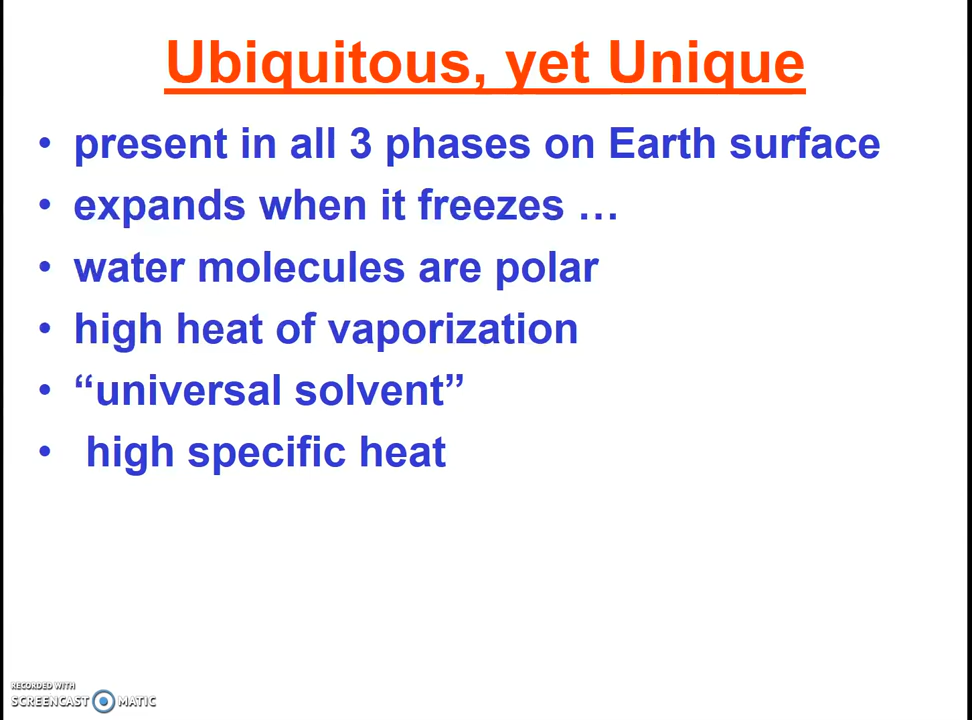 Ubiquitous, yet Unique
• present in all 3 phases on Earth surface
• expands when it freezes …
• water molecules are polar
• high heat of vaporization
• “universal solvent”
• high specific heat
RECORDED WITH
SCREENCAST MATIC